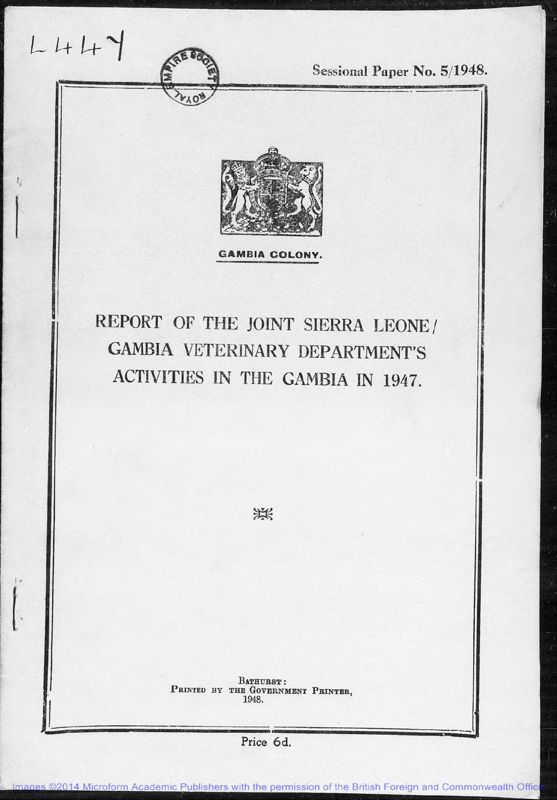 L447
Sessional Paper No. 5/1948.
ROYAL EMPIRE SOCIETY
GAMBIA COLONY.
REPORT OF THE JOINT SIERRA LEONE/
GAMBIA VETERINARY DEPARTMENT'S
ACTIVITIES IN THE GAMBIA IN 1947.
BATHURST:
PRINTED BY THE GOVERNMENT PRINTER,
1948.
Price 6d.
Images ©2014 Microform Academic Publishers with the permission of the British Foreign and Commonwealth Office